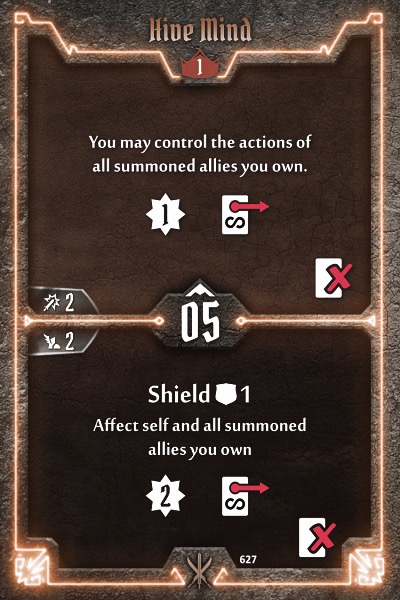 Hive Mind
1
You may control the actions of
all summoned allies you own.
1
2
05
2
Shield 1
Affect self and all summoned
allies you own
2
627